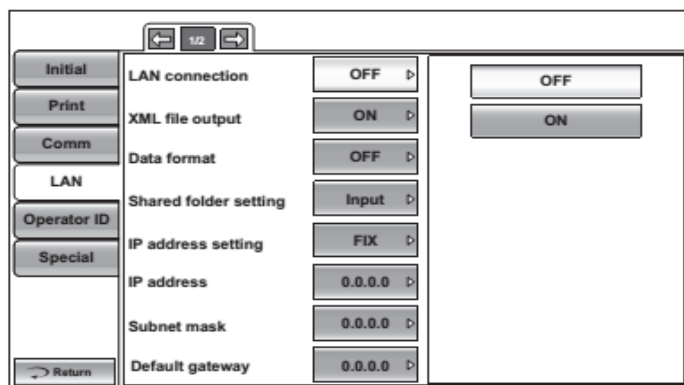 1/2
Initial
Print
Comm
LAN
Operator ID
Special
Return
LAN connection OFF
XML file output ON
Data format OFF
Shared folder setting Input
IP address setting FIX
IP address 0.0.0.0
Subnet mask 0.0.0.0
Default gateway 0.0.0.0
OFF
ON